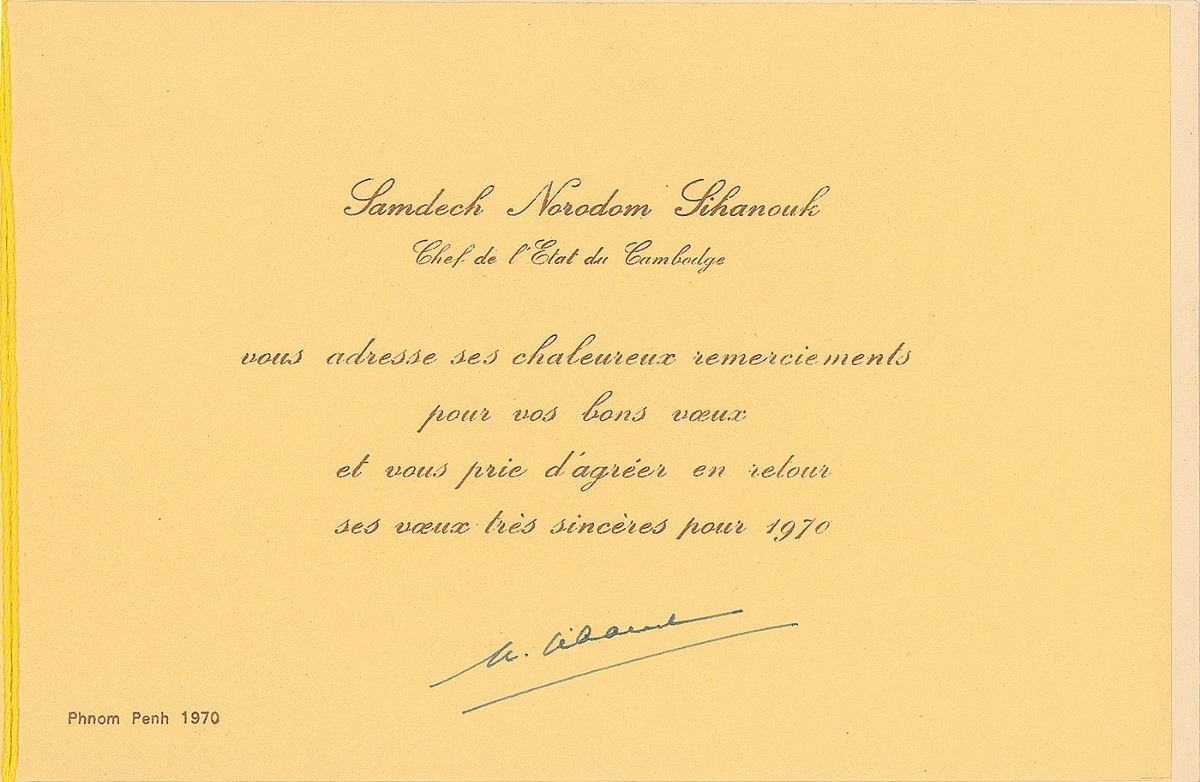 Samdech Norodom Sihanouk
Chef de l'Etat du Cambodge
vous adresse ses chaleureux remerciements
pour vos bons vœux
et vous prie d'agréer en retour
ses vœux très sincères pour 1970
N. Sihanouk
Phnom Penh 1970